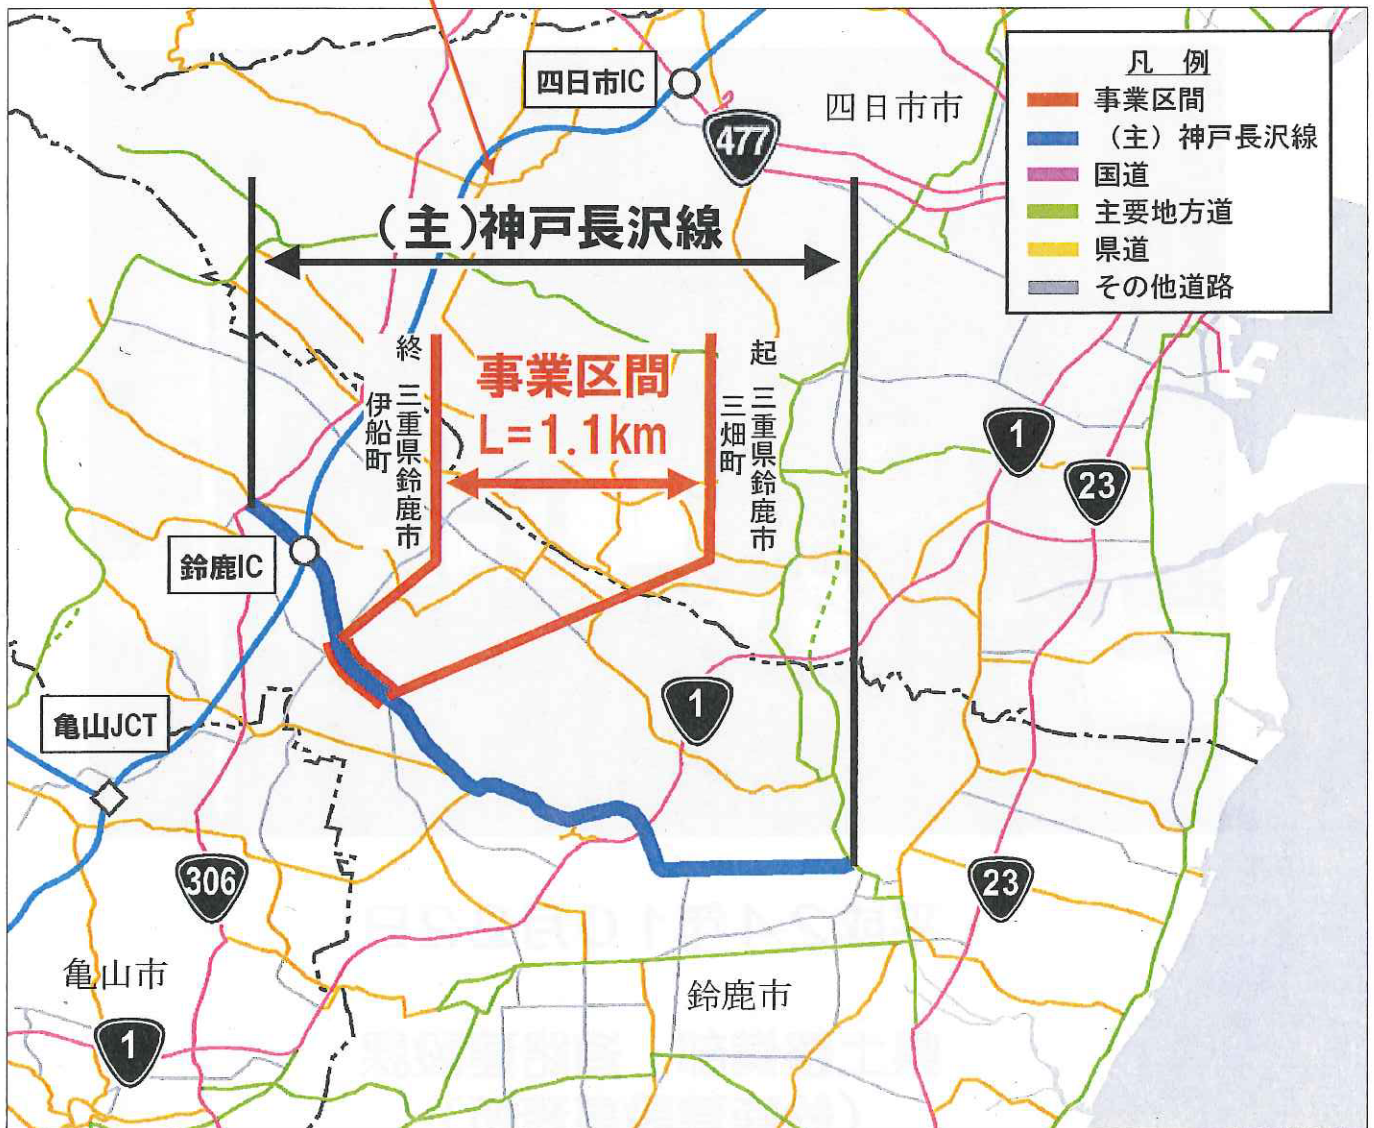 四日市IC
四日市市
477
凡 例
事業区間
（主）神戸長沢線
国道
主要地方道
県道
その他道路
（主）神戸長沢線
終
三重県鈴鹿市
伊船町
事業区間
L=1.1km
起
三重県鈴鹿市
三畑町
1
23
鈴鹿IC
亀山JCT
1
306
23
亀山市
鈴鹿市
1